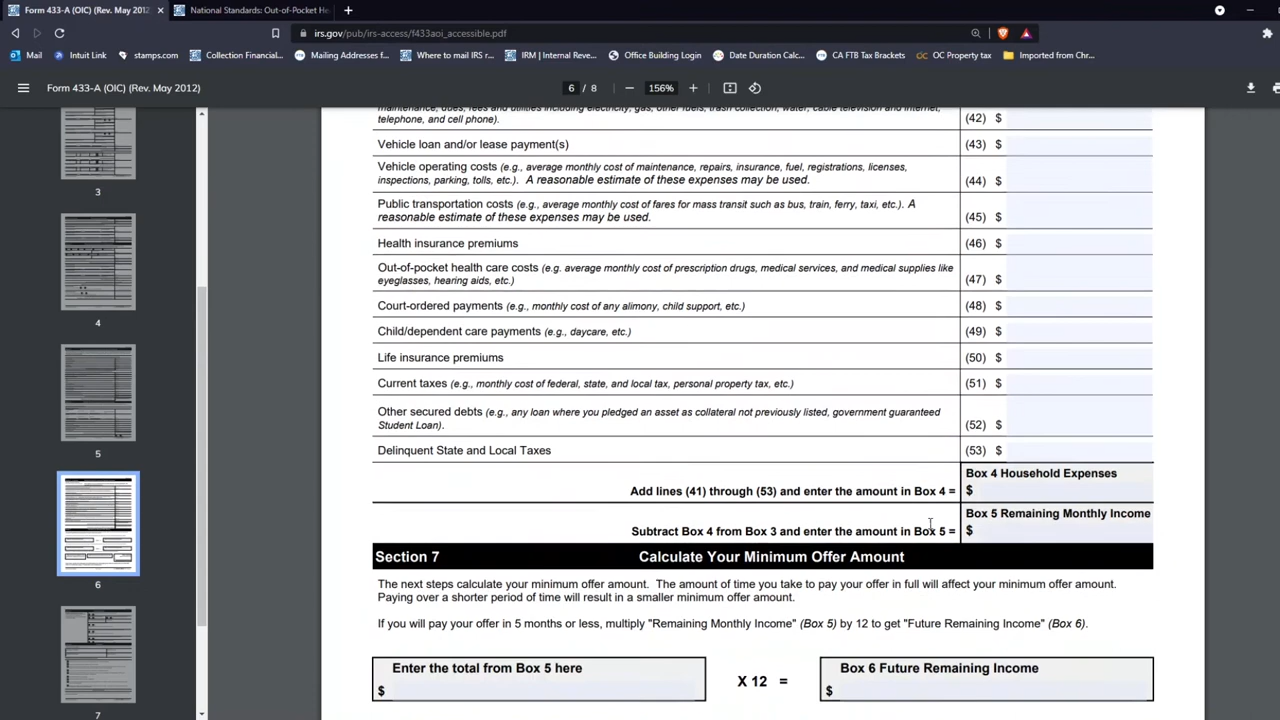 Form 433-A (OIC) (Rev. May 2012)
National Standards: Out-of-Pocket He
irs.gov/pub/irs-access/f433aoi_accessible.pdf
Mail
Intuit Link
stamps.com
Collection Financial...
Mailing Addresses f...
Where to mail IRS r...
IRM | Internal Reve...
Office Building Login
Date Duration Calc...
CA FTB Tax Brackets
OC Property tax
Imported from Chr...
Form 433-A (OIC) (Rev. May 2012)
6 / 8
156%
3
4
5
6
7
maintenance, dues, fees and utilities including electricity, gas, other fuels, trash collection, water, cable television and internet,
telephone, and cell phone). (42) $
Vehicle loan and/or lease payment(s) (43) $
Vehicle operating costs (e.g., average monthly cost of maintenance, repairs, insurance, fuel, registrations, licenses,
inspections, parking, tolls, etc.). A reasonable estimate of these expenses may be used. (44) $
Public transportation costs (e.g., average monthly cost of fares for mass transit such as bus, train, ferry, taxi, etc.). A
reasonable estimate of these expenses may be used. (45) $
Health insurance premiums (46) $
Out-of-pocket health care costs (e.g. average monthly cost of prescription drugs, medical services, and medical supplies like
eyeglasses, hearing aids, etc.) (47) $
Court-ordered payments (e.g., monthly cost of any alimony, child support, etc.) (48) $
Child/dependent care payments (e.g., daycare, etc.) (49) $
Life insurance premiums (50) $
Current taxes (e.g., monthly cost of federal, state, and local tax, personal property tax, etc.) (51) $
Other secured debts (e.g., any loan where you pledged an asset as collateral not previously listed, government guaranteed
Student Loan). (52) $
Delinquent State and Local Taxes (53) $
Box 4 Household Expenses
Add lines (41) through (53) and enter the amount in Box 4 = $
Box 5 Remaining Monthly Income
Subtract Box 4 from Box 3 and enter the amount in Box 5 = $
Section 7 Calculate Your Minimum Offer Amount
The next steps calculate your minimum offer amount. The amount of time you take to pay your offer in full will affect your minimum offer amount.
Paying over a shorter period of time will result in a smaller minimum offer amount.
If you will pay your offer in 5 months or less, multiply "Remaining Monthly Income" (Box 5) by 12 to get "Future Remaining Income" (Box 6).
Enter the total from Box 5 here
$
X 12 =
Box 6 Future Remaining Income
$